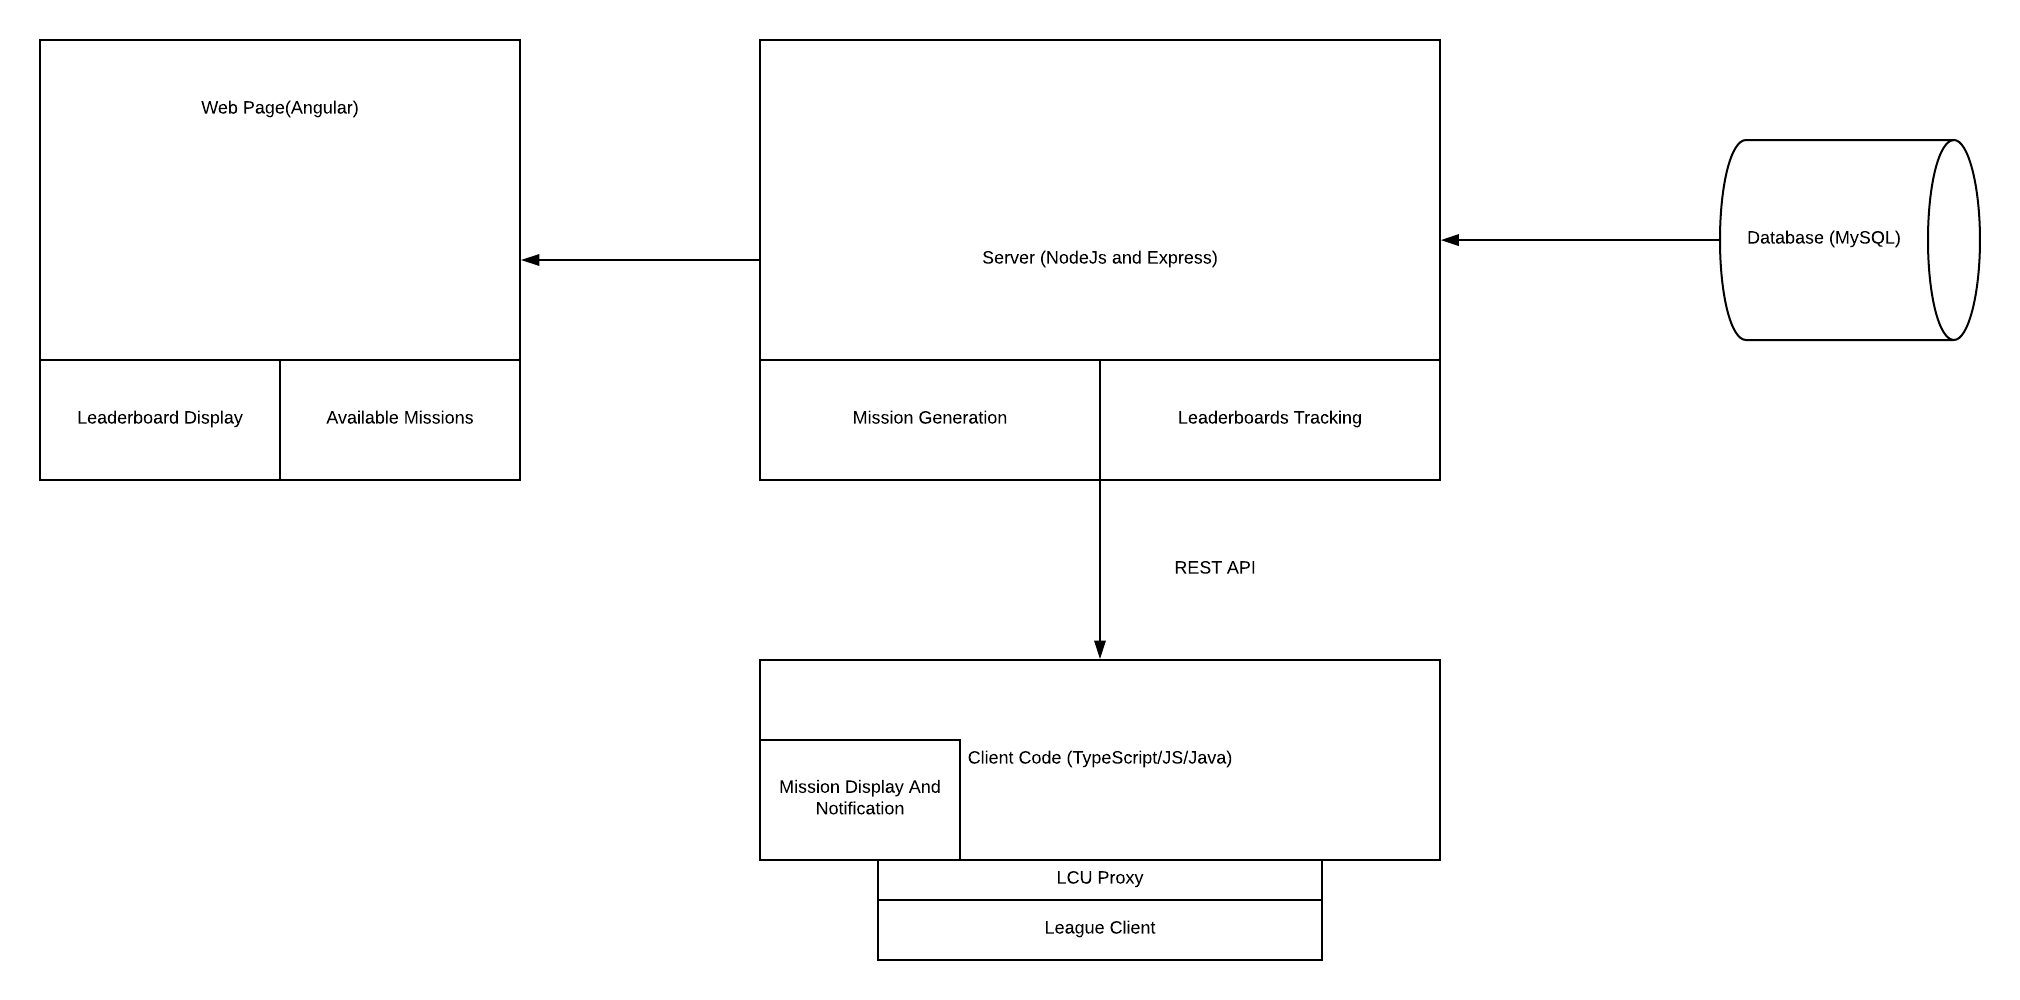 Web Page(Angular)
Server (NodeJs and Express)
Database (MySQL)
Leaderboard Display
Available Missions
Mission Generation
Leaderboards Tracking
REST API
Client Code (TypeScript/JS/Java)
Mission Display And
Notification
LCU Proxy
League Client